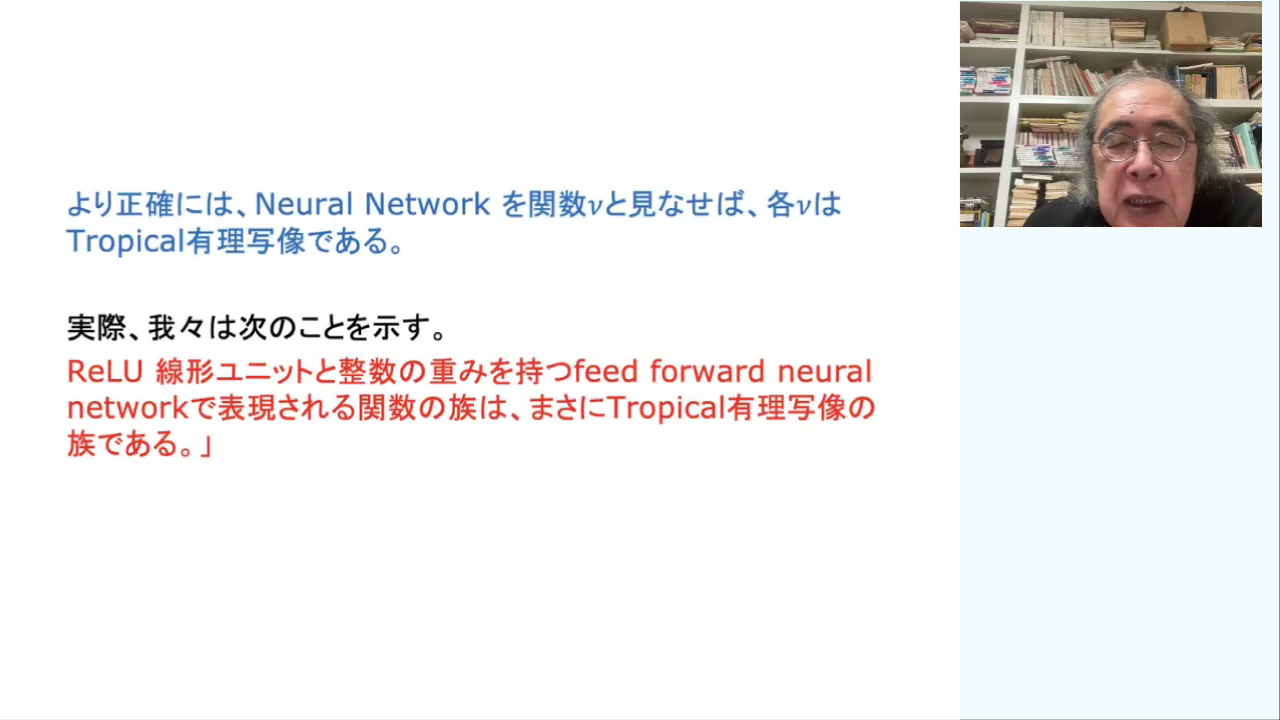 より正確には、Neural Network を関数νと見なせば、各νは
Tropical有理写像である。
実際、我々は次のことを示す。
ReLU 線形ユニットと整数の重みを持つfeed forward neural
networkで表現される関数の族は、まさにTropical有理写像の
族である。」